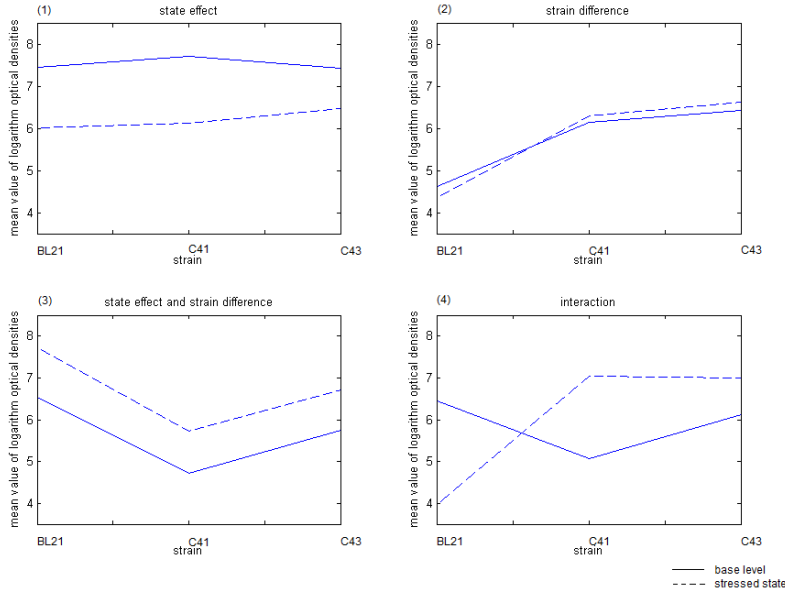 (1)
state effect
8
7
6
5
4
mean value of logarithm optical densities
BL21
C41
C43
strain
(2)
strain difference
8
7
6
5
4
mean value of logarithm optical densities
BL21
C41
C43
strain
(3)
state effect and strain difference
8
7
6
5
4
mean value of logarithm optical densities
BL21
C41
C43
strain
(4)
interaction
8
7
6
5
4
mean value of logarithm optical densities
BL21
C41
C43
strain
base level
stressed state